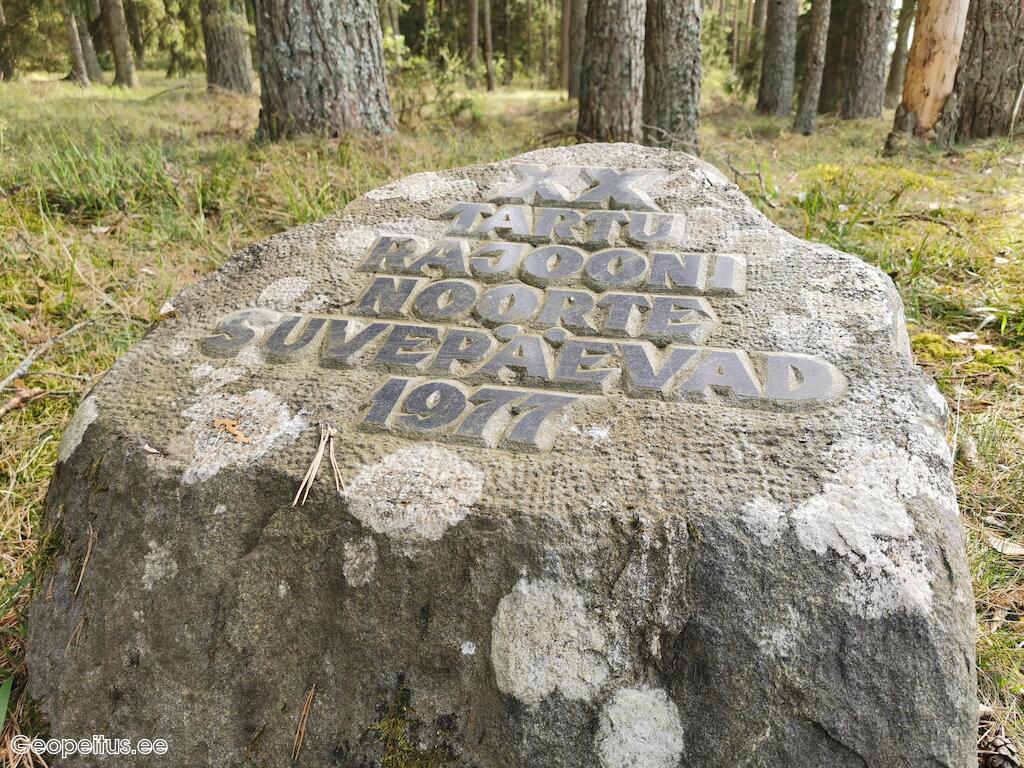 XX
TARTU
RAJOONI
NOORTE
SUVEPÄEVAD
1977
Geopeitus.ee